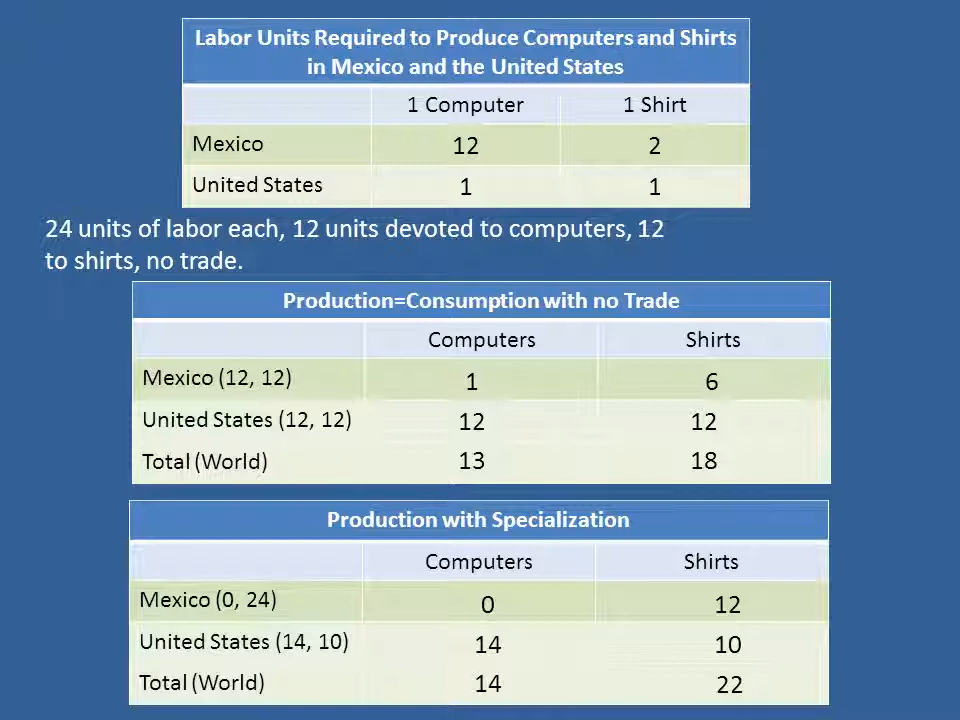 Labor Units Required to Produce Computers and Shirts
in Mexico and the United States
1 Computer 1 Shirt
Mexico 12 2
United States 1 1
24 units of labor each, 12 units devoted to computers, 12
to shirts, no trade.
Production=Consumption with no Trade
Computers Shirts
Mexico (12, 12) 1 6
United States (12, 12) 12 12
Total (World) 13 18
Production with Specialization
Computers Shirts
Mexico (0, 24) 0 12
United States (14, 10) 14 10
Total (World) 14 22